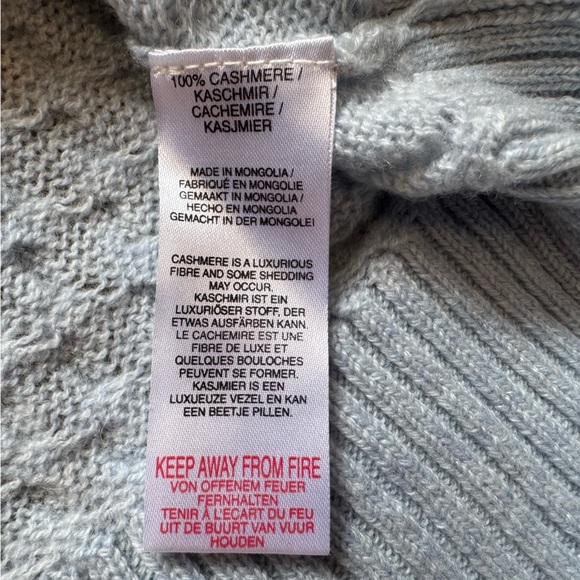 100% CASHMERE /
KASCHMIR /
CACHEMIRE /
KASJMIER
MADE IN MONGOLIA /
FABRIQUÉ EN MONGOLIE
GEMAAKT IN MONGOLIA /
HECHO EN MONGOLIA
GEMACHT IN DER MONGOLEI
CASHMERE IS A LUXURIOUS
FIBRE AND SOME SHEDDING
MAY OCCUR.
KASCHMIR IST EIN
LUXURIÖSER STOFF, DER
ETWAS AUSFÄRBEN KANN.
LE CACHEMIRE EST UNE
FIBRE DE LUXE ET
QUELQUES BOULOCHES
PEUVENT SE FORMER.
KASJMIER IS EEN
LUXUEUZE VEZEL EN KAN
EEN BEETJE PILLEN.
KEEP AWAY FROM FIRE
VON OFFENEM FEUER
FERNHALTEN
TENIR À L'ECART DU FEU
UIT DE BUURT VAN VUUR
HOUDEN